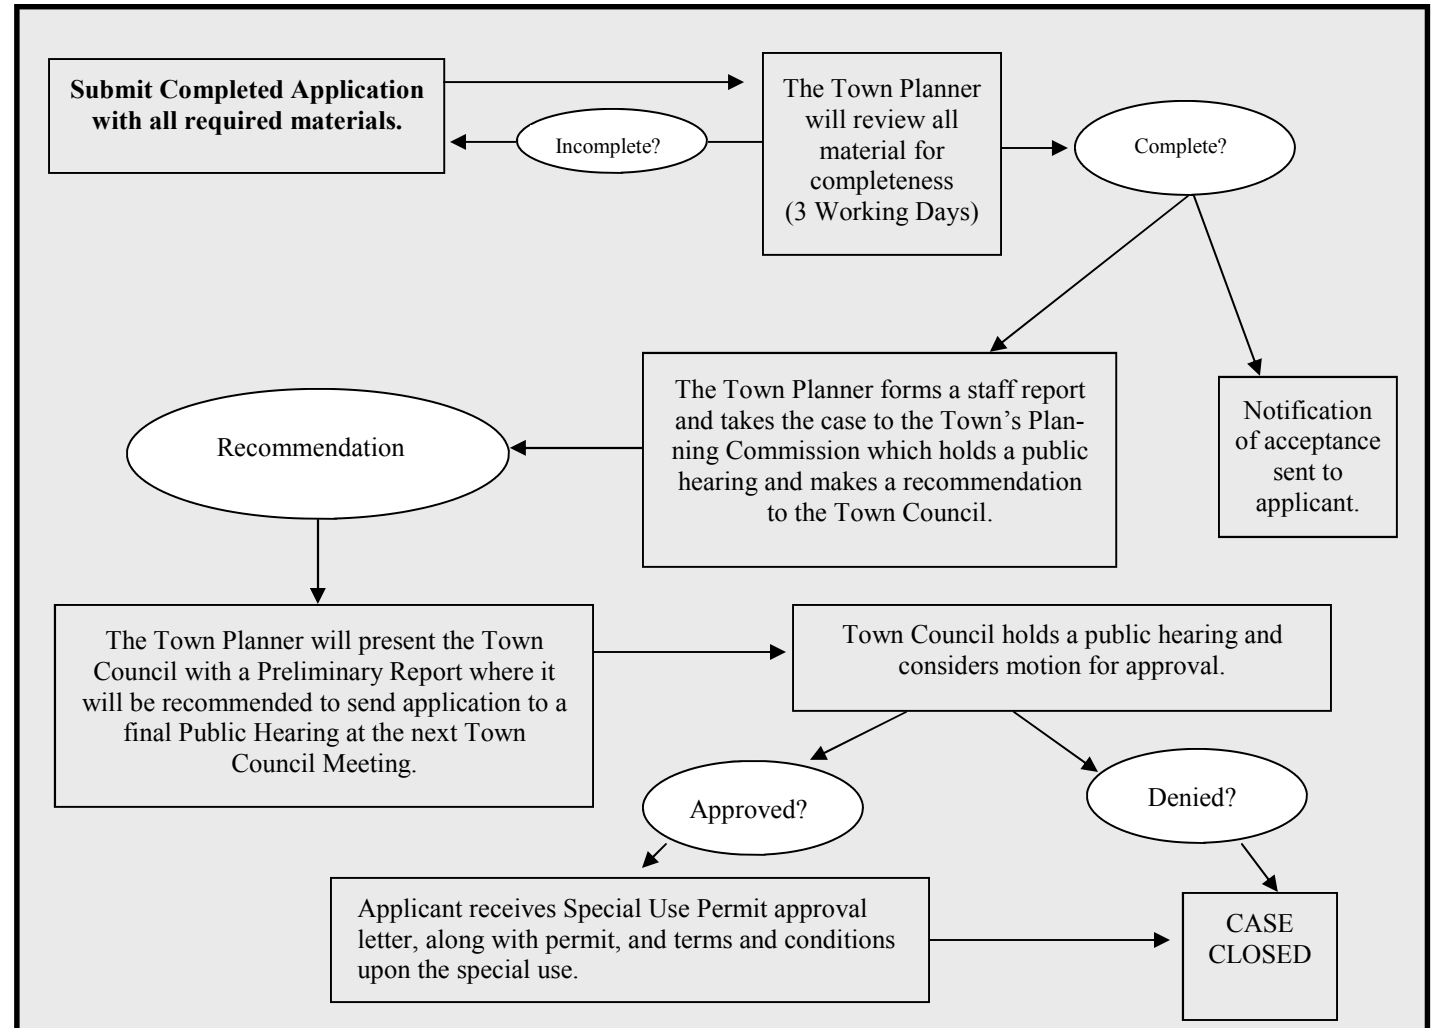 Submit Completed Application
with all required materials.
Incomplete?
The Town Planner
will review all
material for
completeness
(3 Working Days)
Complete?
The Town Planner forms a staff report
and takes the case to the Town’s Plan-
ning Commission which holds a public
hearing and makes a recommendation
to the Town Council.
Notification
of acceptance
sent to
applicant.
Recommendation
The Town Planner will present the Town
Council with a Preliminary Report where it
will be recommended to send application to a
final Public Hearing at the next Town
Council Meeting.
Town Council holds a public hearing and
considers motion for approval.
Approved?
Denied?
Applicant receives Special Use Permit approval
letter, along with permit, and terms and conditions
upon the special use.
CASE
CLOSED